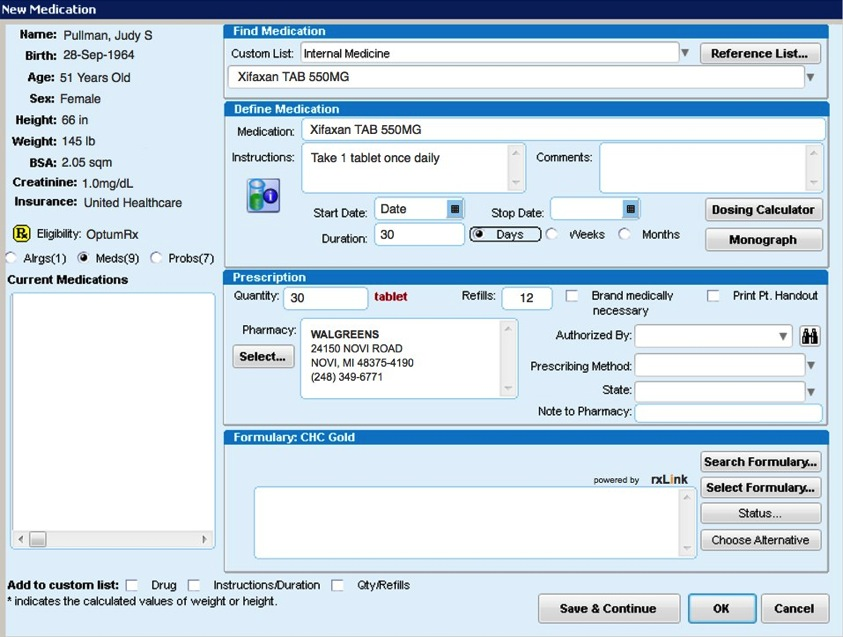 New Medication
Name: Pullman, Judy S
Birth: 28-Sep-1964
Age: 51 Years Old
Sex: Female
Height: 66 in
Weight: 145 lb
BSA: 2.05 sqm
Creatinine: 1.0mg/dL
Insurance: United Healthcare
Rx Eligibility: OptumRx
Alrgs(1) Meds(9) Probs(7)
Current Medications
Find Medication
Custom List: Internal Medicine Reference List...
Xifaxan TAB 550MG
Define Medication
Medication: Xifaxan TAB 550MG
Instructions: Take 1 tablet once daily Comments:
Start Date: Date Stop Date: Dosing Calculator
Duration: 30 Days Weeks Months Monograph
Prescription
Quantity: 30 tablet Refills: 12 Brand medically necessary Print Pt. Handout
Pharmacy: WALGREENS
24150 NOVI ROAD
NOVI, MI 48375-4190
(248) 349-6771
Select...
Authorized By:
Prescribing Method:
State:
Note to Pharmacy:
Formulary: CHC Gold
powered by rxLink
Search Formulary...
Select Formulary...
Status...
Choose Alternative
Add to custom list: Drug Instructions/Duration Qty/Refills
* indicates the calculated values of weight or height.
Save & Continue OK Cancel